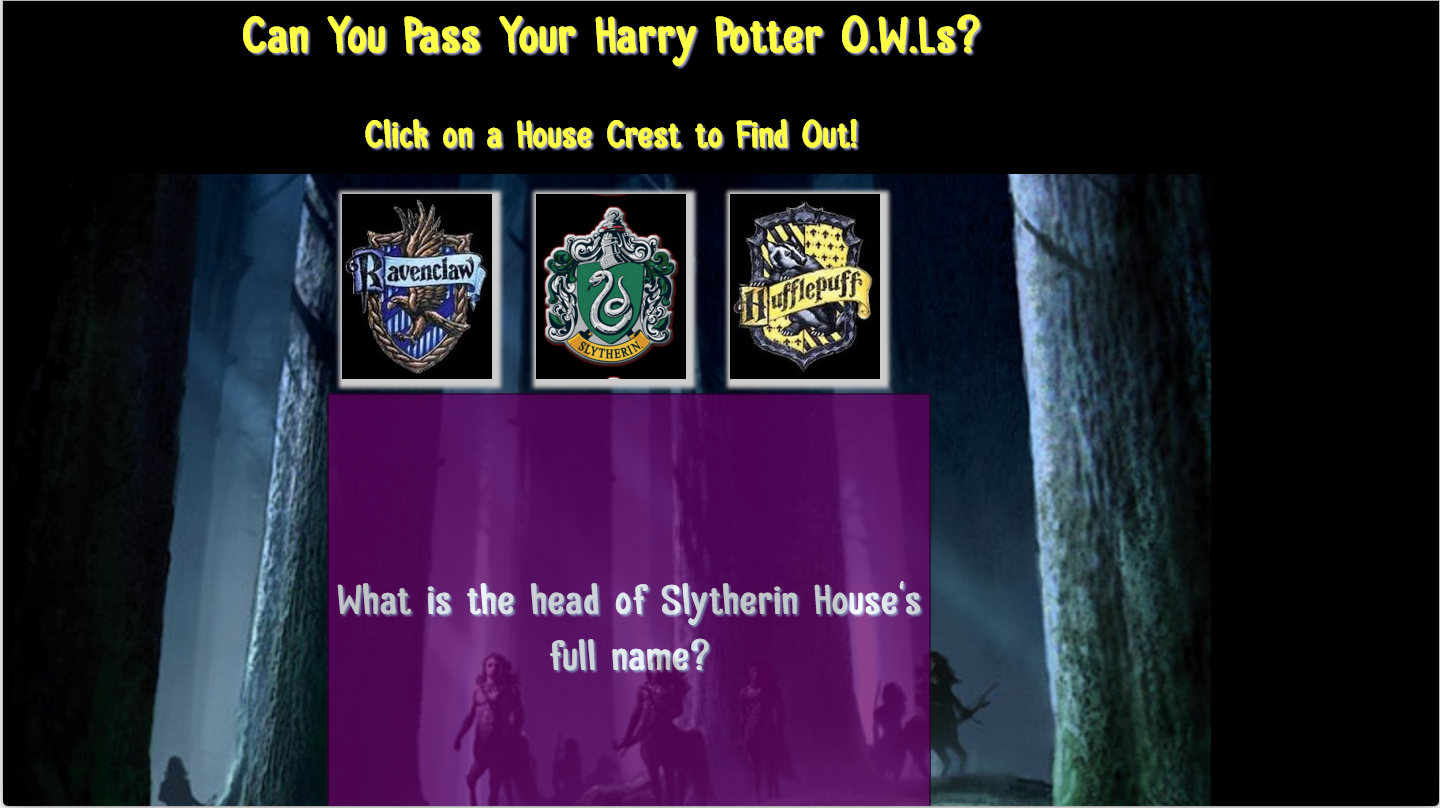 Can You Pass Your Harry Potter O.W.Ls?
Click on a House Crest to Find Out!
Ravenclaw
SLYTHERIN
Hufflepuff
What is the head of Slytherin House's
full name?